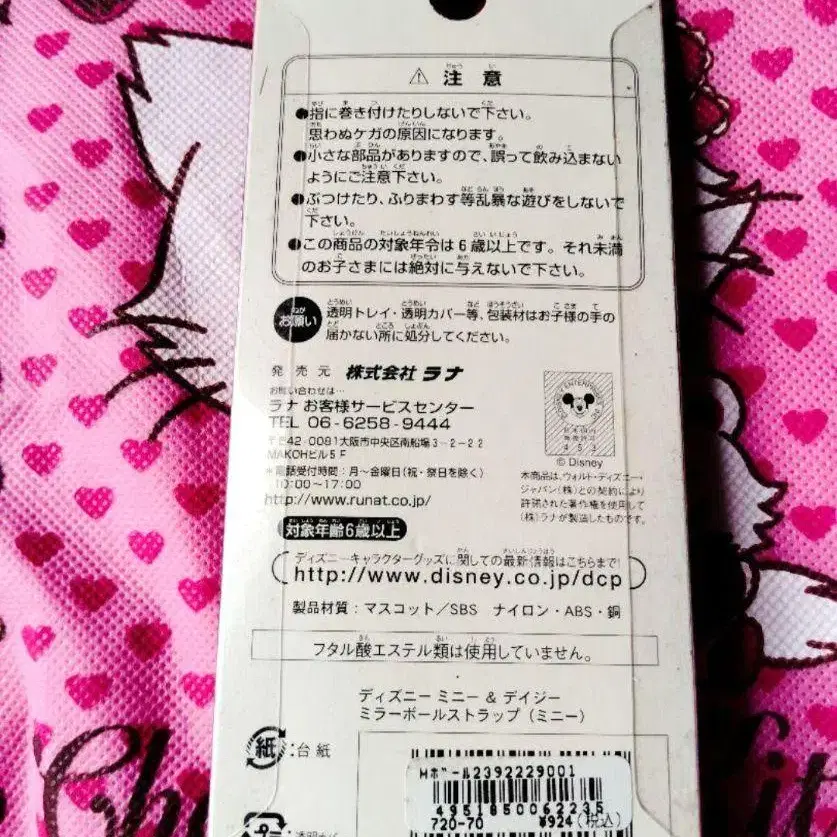 ⚠ 注意
●指に巻き付けたりしないで下さい。
思わぬケガの原因になります。
●小さな部品がありますので、誤って飲み込まない
ようにご注意下さい。
●ぶつけたり、ふりまわす等乱暴な遊びをしないで
下さい。
●この商品の対象年令は6歳以上です。それ未満
のお子さまには絶対に与えないで下さい。
お願い
透明トレイ・透明カバー等、包装材はお子様の手の
届かない所に処分してください。
発売元 株式会社 ラナ
お問い合わせは…
ラナ お客様サービスセンター
TEL 06-6258-9444
〒542-0081大阪市中央区南船場3-2-22
MAKOHビル5F
*電話受付時間：月～金曜日(祝・祭日を除く)
10:00～17:00
http://www.runat.co.jp/
© Disney
本商品は、ウォルト・ディズニー・
ジャパン(株)との契約により
許諾された著作権を使用して
(株)ラナが製造したものです。
対象年齢6歳以上
ディズニーキャラクターグッズに関しての最新情報はこちらまで!
http://www.disney.co.jp/dcp
製品材質：マスコット／SBS ナイロン・ABS・銅
フタル酸エステル類は使用していません。
ディズニー ミニー & デイジー
ミラーボールストラップ（ミニー）
紙：台紙
Hボール2392229001
4951850062235
720-70 ¥924(税込)